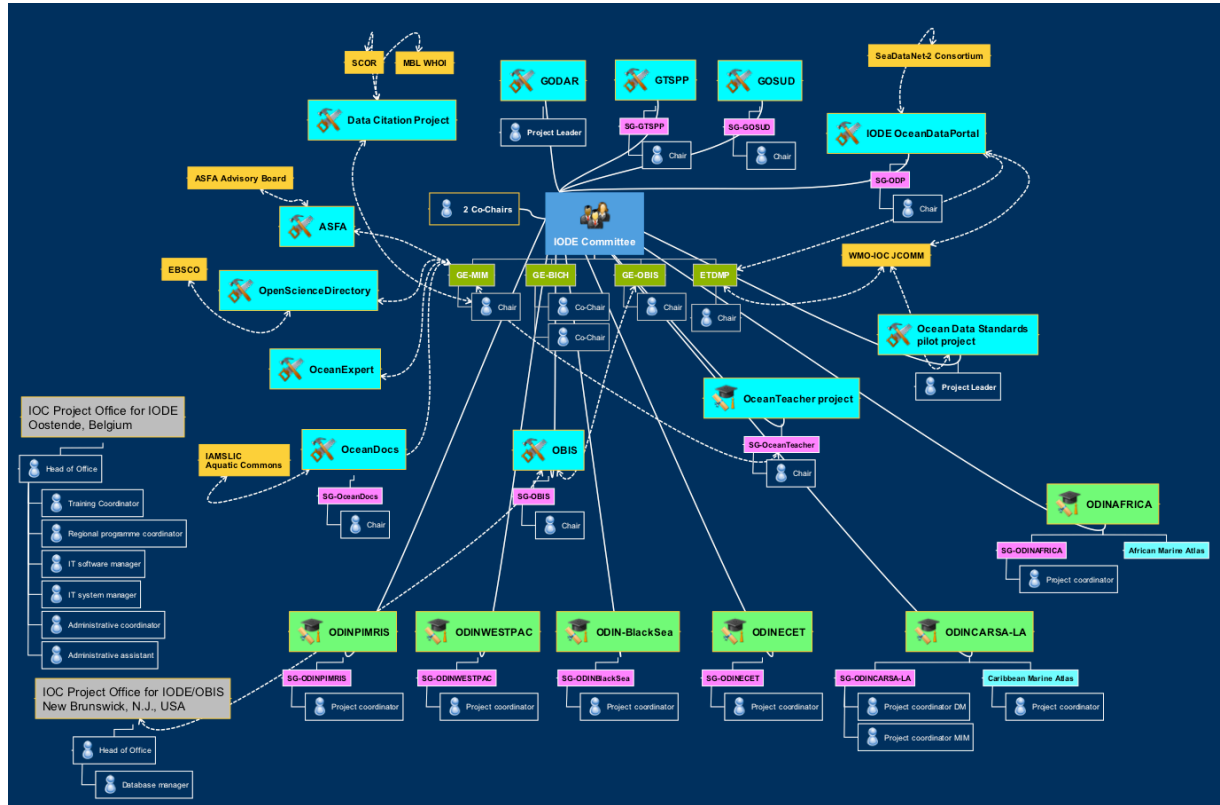 SCOR
MBL WHOI
SeaDataNet-2 Consortium
GODAR
GTSPP
GOSUD
Data Citation Project
Project Leader
SG-GTSPP
Chair
SG-GOSUD
Chair
IODE OceanDataPortal
SG-ODP
Chair
ASFA Advisory Board
ASFA
2 Co-Chairs
IODE Committee
WMO-IOC JCOMM
EBSCO
OpenScienceDirectory
GE-MIM
Chair
GE-BICH
Co-Chair
Co-Chair
GE-OBIS
Chair
ETDMP
Chair
Ocean Data Standards
pilot project
Project Leader
OceanExpert
OceanTeacher project
SG-OceanTeacher
Chair
IOC Project Office for IODE
Oostende, Belgium
Head of Office
Training Coordinator
Regional programme coordinator
IT software manager
IT system manager
Administrative coordinator
Administrative assistant
IAMSLIC
Aquatic Commons
OceanDocs
SG-OceanDocs
Chair
OBIS
SG-OBIS
Chair
ODINAFRICA
SG-ODINAFRICA
Project coordinator
African Marine Atlas
ODINPIMRIS
SG-ODINPIMRIS
Project coordinator
ODINWESTPAC
SG-ODINWESTPAC
Project coordinator
ODIN-BlackSea
SG-ODINBlackSea
Project coordinator
ODINECET
SG-ODINECET
Project coordinator
ODINCARSA-LA
SG-ODINCARSA-LA
Project coordinator DM
Project coordinator MIM
Caribbean Marine Atlas
Project coordinator
IOC Project Office for IODE/OBIS
New Brunswick, N.J., USA
Head of Office
Database manager